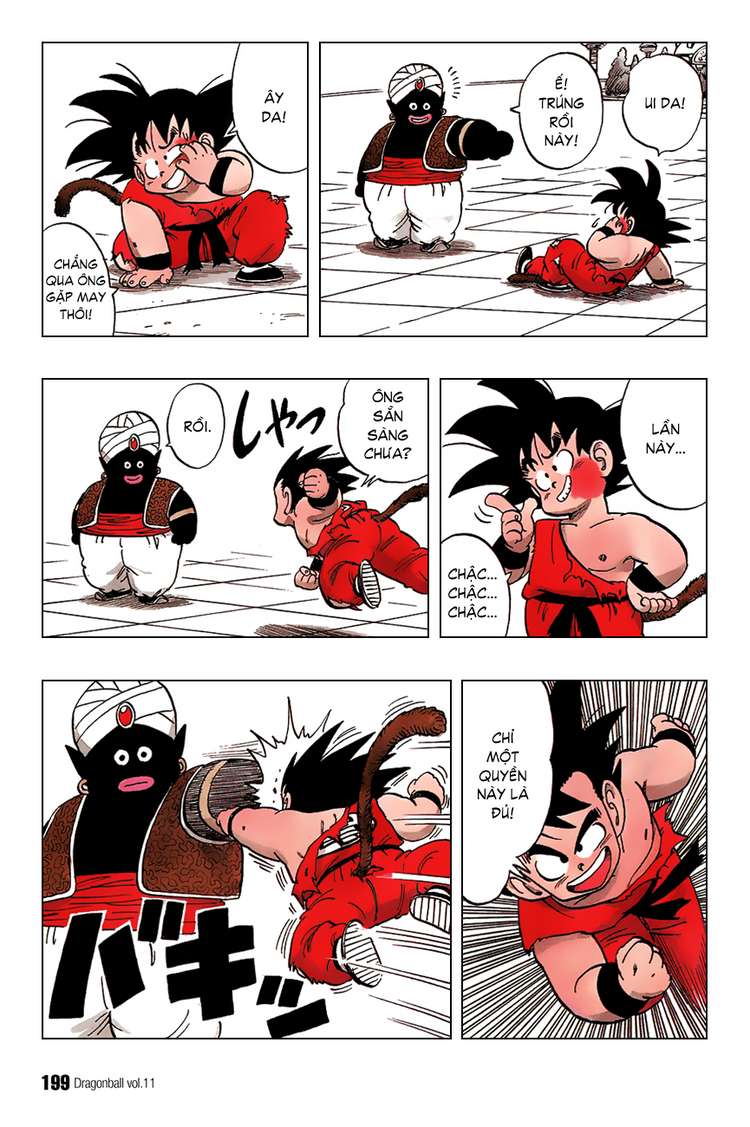 UI DA!
Ế!
TRÚNG
RỒI
NÀY!
ÂY
DA!
CHẲNG
QUA ÔNG
GẶP MAY
THÔI!
LẦN
NÀY...
CHẬC...
CHẬC...
CHẬC...
ÔNG
SẴN
SÀNG
CHƯA?
しゃっ
RỒI.
CHỈ
MỘT
QUYỀN
NÀY LÀ
ĐỦ!
バキンッ
199 Dragonball vol.11